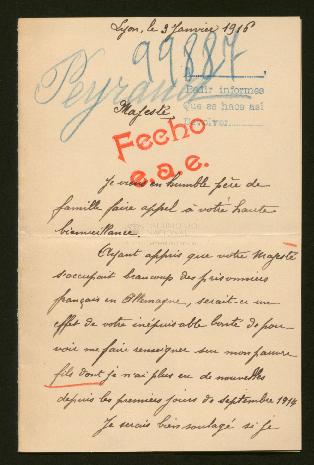 Lyon, le 3 Janvier 1916
99887
Peyraud
Pedir informes
Que se haga así
Devolver
Majesté
Fecho
e.a.e.
Je viens en humble père de
famille faire appel à votre haute
bienveillance.
Ayant appris que votre Majesté
s'occupait beaucoup des prisonniers
français en Allemagne, serait-ce un
effet de votre inépuisable bonté de pou-
voir me faire renseigner sur mon pauvre
fils dont je n'ai plus eu de nouvelles
depuis les premiers jours de septembre 1914
Je serais bien soulagé si je